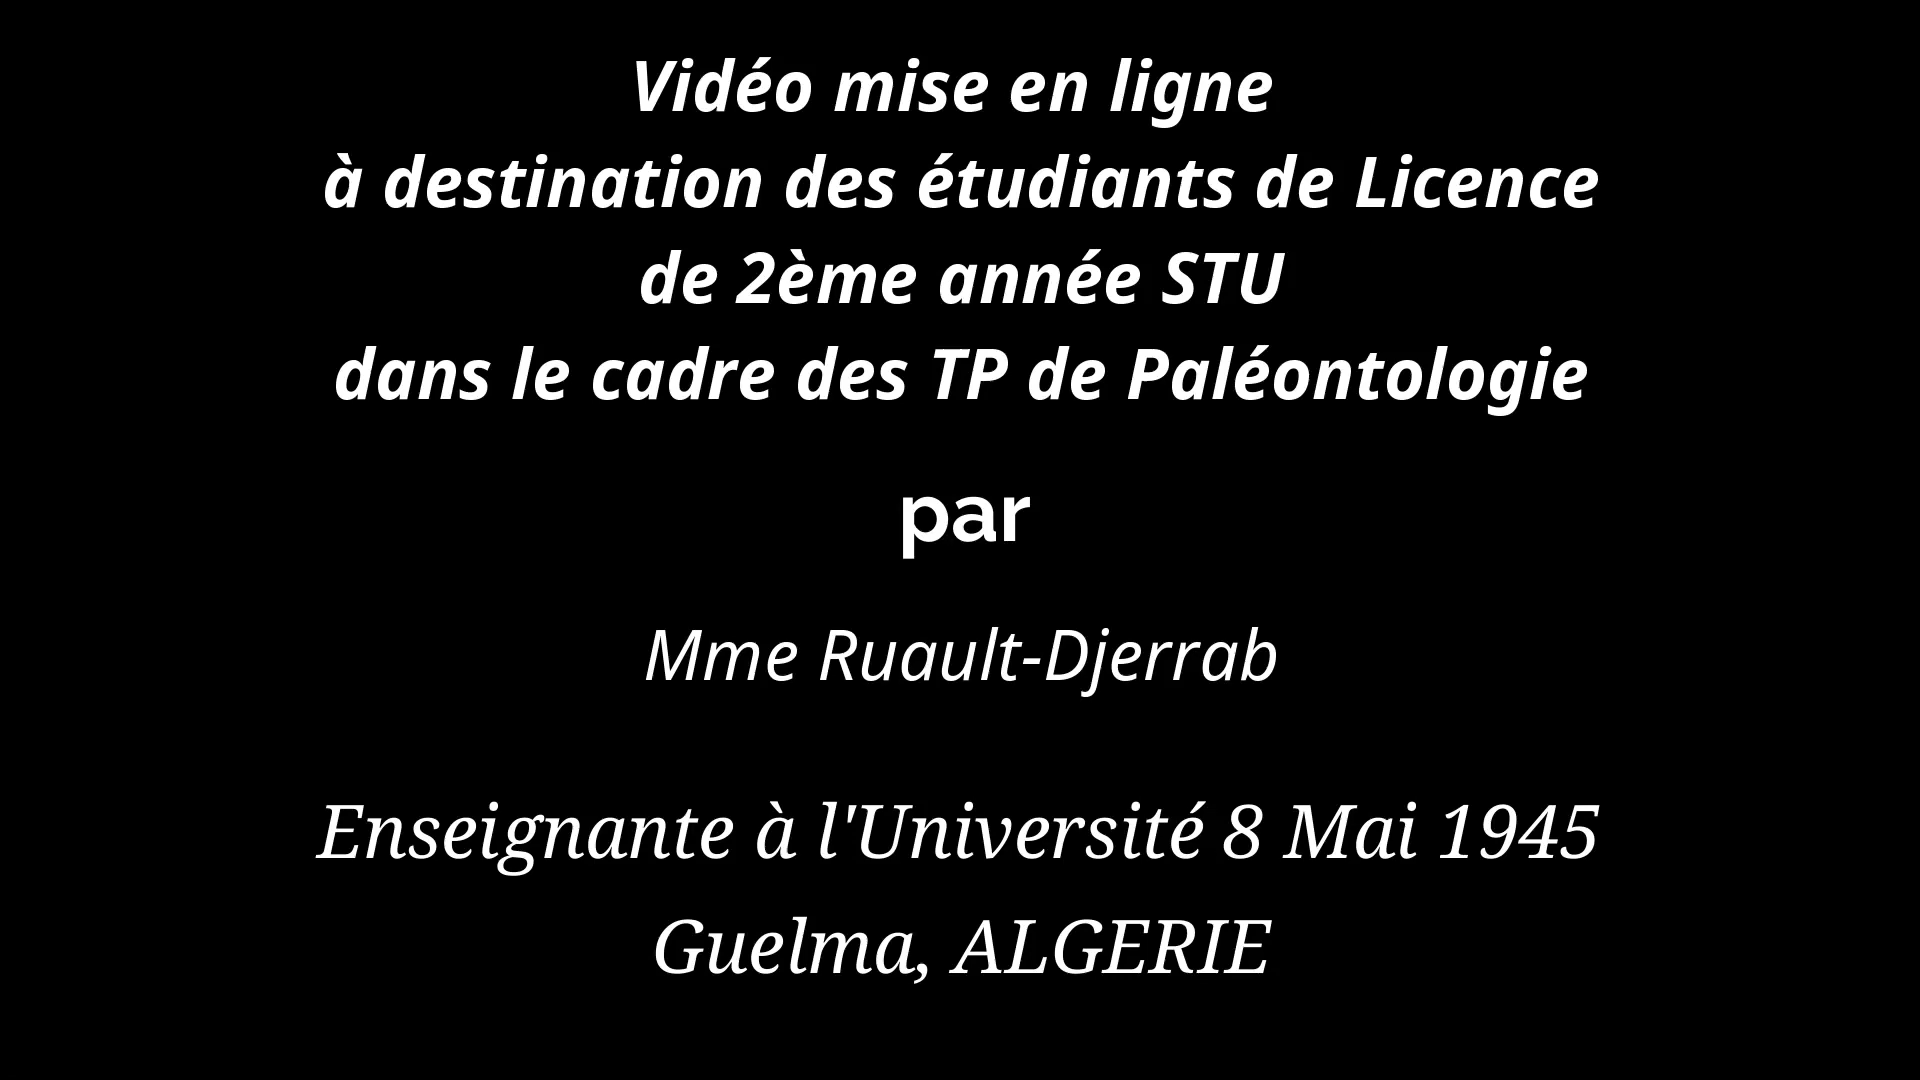 Vidéo mise en ligne
à destination des étudiants de Licence
de 2ème année STU
dans le cadre des TP de Paléontologie
par
Mme Ruault-Djerrab
Enseignante à l'Université 8 Mai 1945
Guelma, ALGERIE